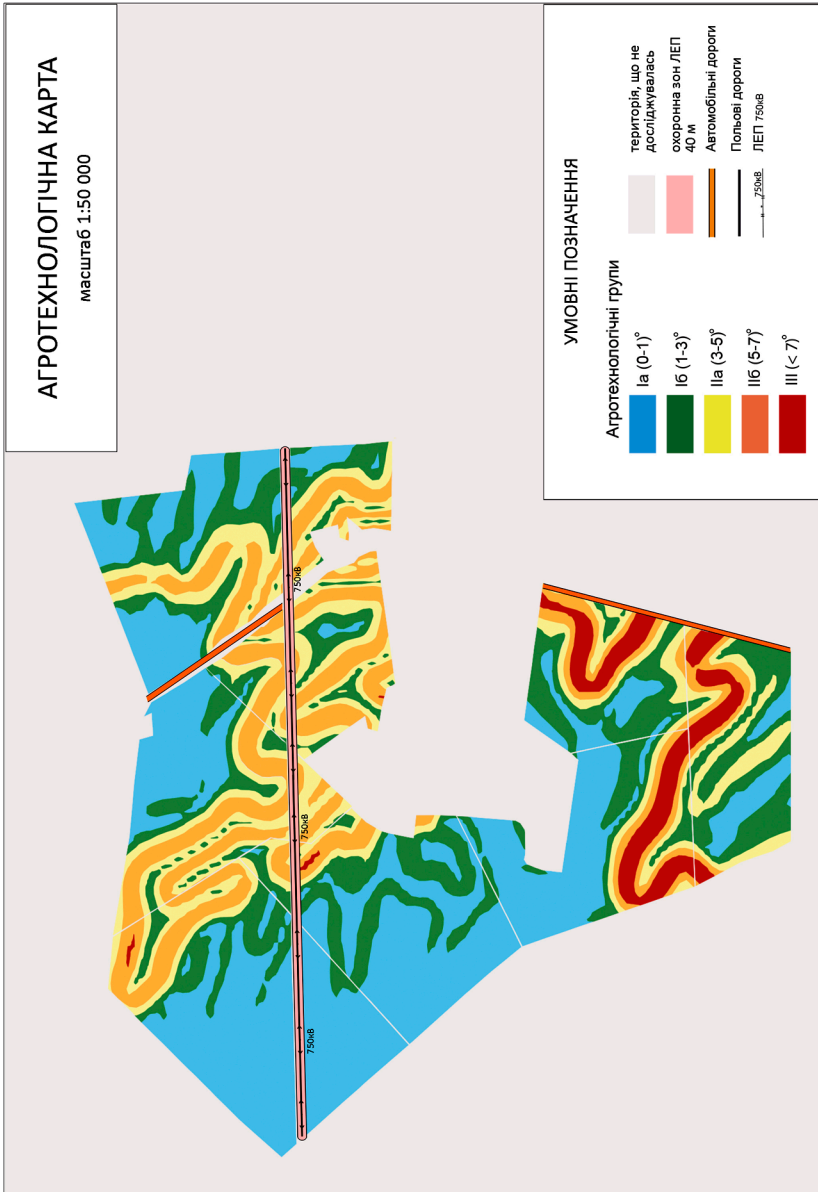 АГРОТЕХНОЛОГІЧНА КАРТА
масштаб 1:50 000
УМОВНІ ПОЗНАЧЕННЯ
Агротехнологічні групи
Іа (0-1)°
Іб (1-3)°
ІІа (3-5)°
ІІб (5-7)°
ІІІ (< 7)°
територія, що не
досліджувалась
охоронна зон ЛЕП
40 м
Автомобільні дороги
Польові дороги
750кВ
ЛЕП 750кВ
750кВ
750кВ
750кВ